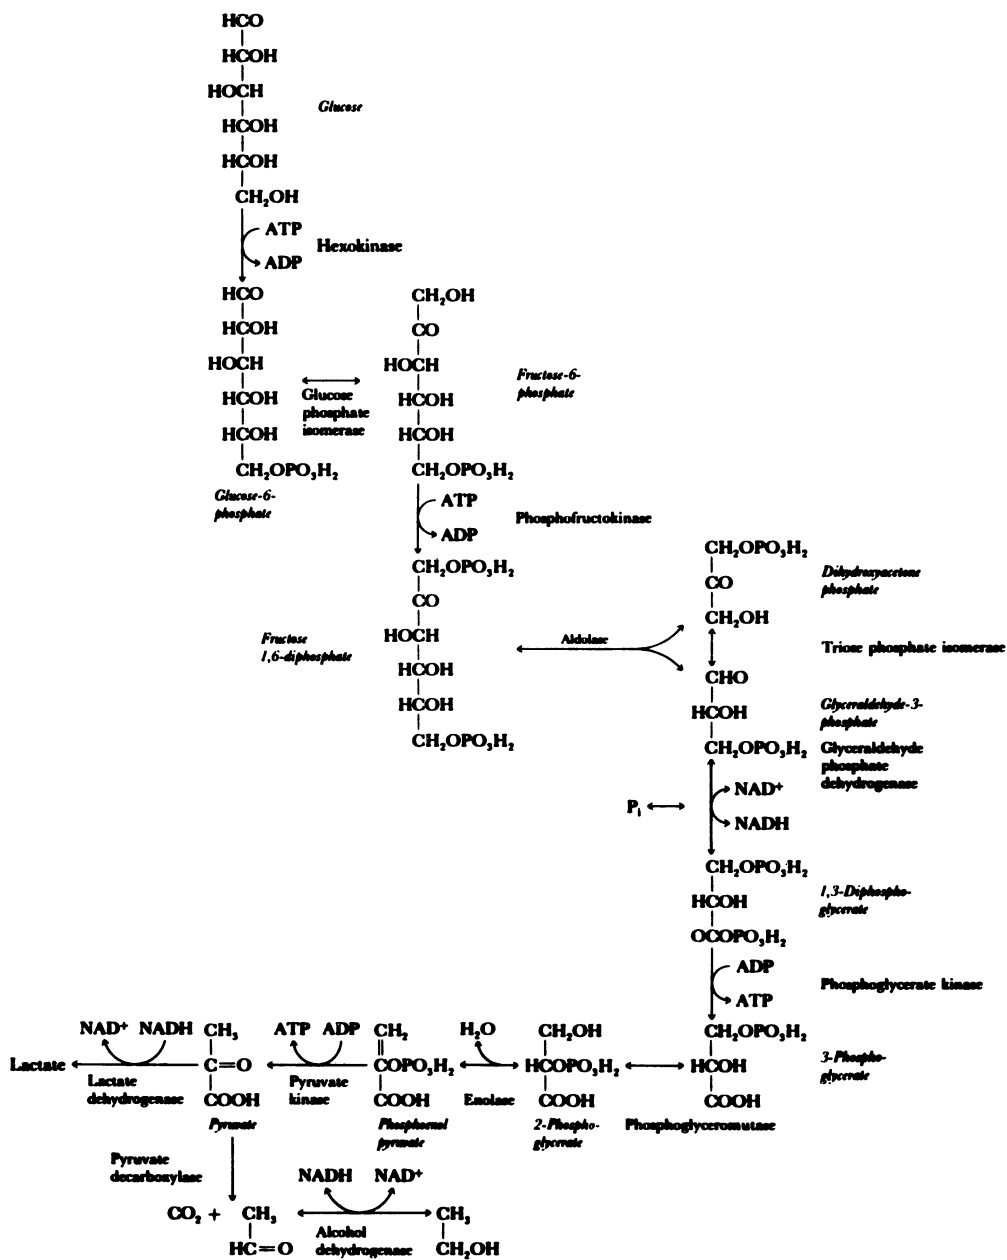 HCO
HCOH
HOCH
Glucose
HCOH
HCOH
CH₂OH
ATP
Hexokinase
ADP
HCO
HCOH
HOCH
HCOH
HCOH
CH₂OPO₃H₂
Glucose-6-
phosphate
Glucose
phosphate
isomerase
CH₂OH
CO
HOCH
HCOH
HCOH
CH₂OPO₃H₂
Fructose-6-
phosphate
ATP
Phosphofructokinase
ADP
CH₂OPO₃H₂
CO
HOCH
HCOH
HCOH
CH₂OPO₃H₂
Fructose
1,6-diphosphate
Aldolase
CH₂OPO₃H₂
CO
CH₂OH
Dihydroxyacetone
phosphate
Triose phosphate isomerase
CHO
HCOH
CH₂OPO₃H₂
Glyceraldehyde-3-
phosphate
Glyceraldehyde
phosphate
dehydrogenase
Pᵢ
NAD⁺
NADH
CH₂OPO₃H₂
HCOH
OCOPO₃H₂
1,3-Diphospho-
glycerate
ADP
Phosphoglycerate kinase
ATP
CH₂OPO₃H₂
HCOH
COOH
3-Phospho-
glycerate
Phosphoglyceromutase
CH₂OH
HCOPO₃H₂
COOH
2-Phospho-
glycerate
H₂O
Enolase
CH₂
COPO₃H₂
COOH
Phosphoenol
pyruvate
ATP ADP
Pyruvate
kinase
CH₃
C=O
COOH
Pyruvate
NAD⁺ NADH
Lactate
Lactate
dehydrogenase
Pyruvate
decarboxylase
CO₂ + CH₃
HC=O
NADH NAD⁺
Alcohol
dehydrogenase
CH₃
CH₂OH